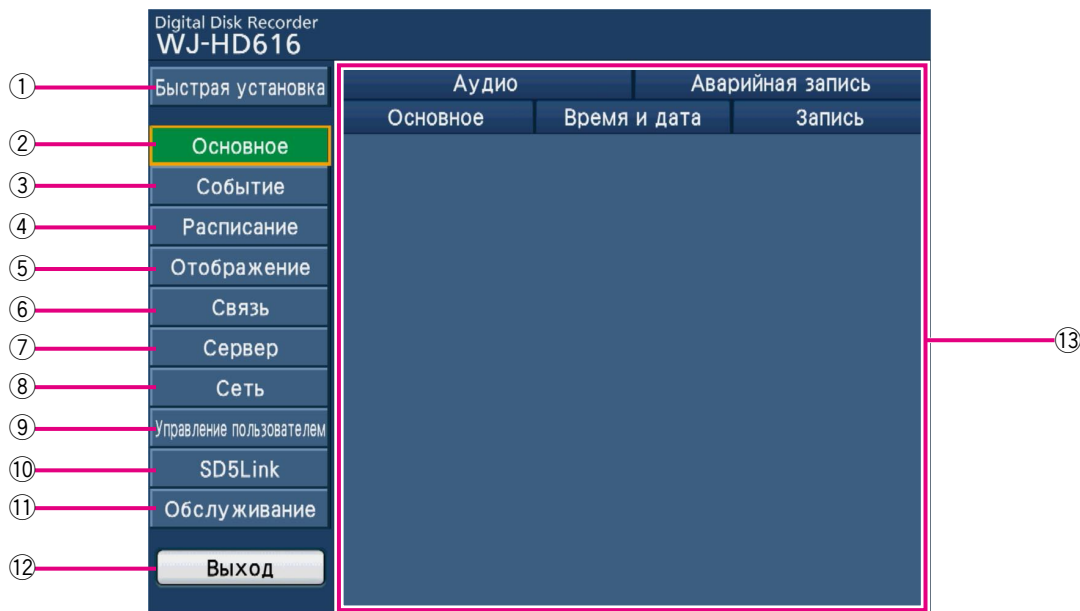 Digital Disk Recorder
WJ-HD616
① Быстрая установка
Аудио Аварийная запись
Основное Время и дата Запись
② Основное
③ Событие
④ Расписание
⑤ Отображение
⑥ Связь
⑦ Сервер
⑧ Сеть
⑨ Управление пользователем
⑩ SD5Link
⑪ Обслуживание
⑫ Выход
⑬